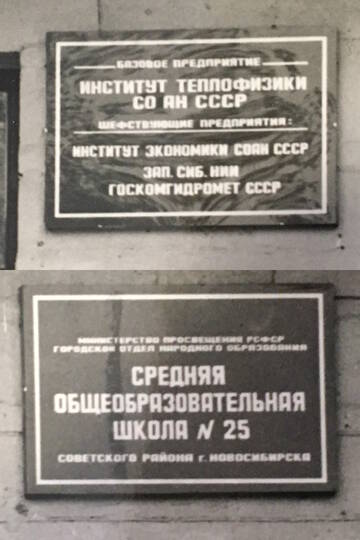 БАЗОВОЕ ПРЕДПРИЯТИЕ
ИНСТИТУТ ТЕПЛОФИЗИКИ
СО АН СССР
ШЕФСТВУЮЩИЕ ПРЕДПРИЯТИЯ:
ИНСТИТУТ ЭКОНОМИКИ СОАН СССР
ЗАП. СИБ. НИИ
ГОСКОМГИДРОМЕТ СССР
МИНИСТЕРСТВО ПРОСВЕЩЕНИЯ РСФСР
ГОРОДСКОЙ ОТДЕЛ НАРОДНОГО ОБРАЗОВАНИЯ
СРЕДНЯЯ
ОБЩЕОБРАЗОВАТЕЛЬНАЯ
ШКОЛА N 25
СОВЕТСКОГО РАЙОНА г. НОВОСИБИРСКА